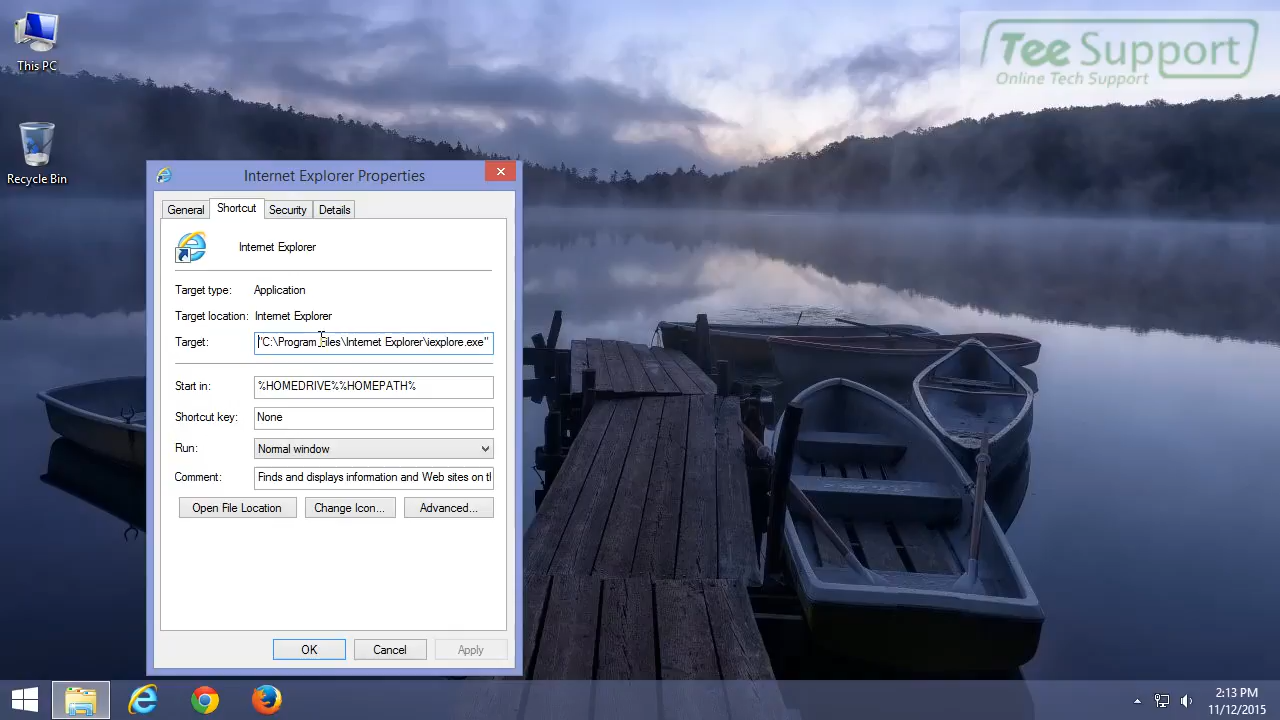 This PC
Tee Support
Online Tech Support
Recycle Bin
Internet Explorer Properties
General Shortcut Security Details
Internet Explorer
Target type: Application
Target location: Internet Explorer
Target: "C:\Program Files\Internet Explorer\iexplore.exe"
Start in: %HOMEDRIVE%%HOMEPATH%
Shortcut key: None
Run: Normal window
Comment: Finds and displays information and Web sites on tl
Open File Location Change Icon... Advanced...
OK Cancel Apply
2:13 PM
11/12/2015